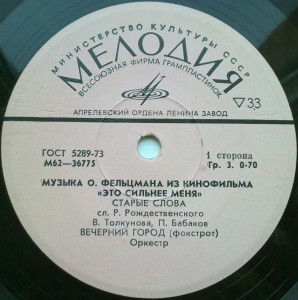 МИНИСТЕРСТВО КУЛЬТУРЫ СССР
МЕЛОДИЯ
ВСЕСОЮЗНАЯ ФИРМА ГРАМПЛАСТИНОК
▽33
АПРЕЛЕВСКИЙ ОРДЕНА ЛЕНИНА ЗАВОД
ГОСТ 5289-73
М62—36775
1 сторона
Гр. 3. 0-70
МУЗЫКА О. ФЕЛЬЦМАНА ИЗ КИНОФИЛЬМА
«ЭТО СИЛЬНЕЕ МЕНЯ»
СТАРЫЕ СЛОВА
сл. Р. Рождественского
В. Толкунова, П. Бабаков
ВЕЧЕРНИЙ ГОРОД (фокстрот)
Оркестр